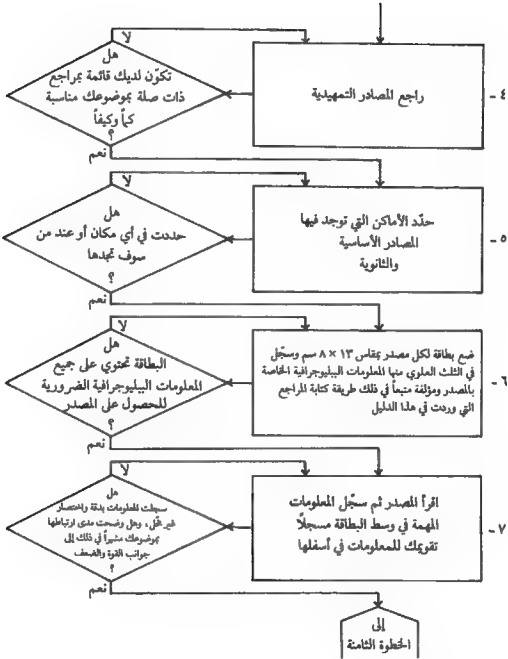 ٤ -
راجع المصادر التمهيدية
لا
هل
تكوّن لديك قائمة بمراجع
ذات صلة بموضوعك مناسبة
كماً وكيفاً
؟
نعم
٥ -
حدّد الأماكن التي توجد فيها
المصادر الأساسية
والثانوية
لا
هل
حددت في أي مكان أو عند من
سوف تجدها
؟
نعم
٦ -
ضع بطاقة لكل مصدر بمقاس ١٣ × ٨ سم وسجّل
في الثلث العلوي منها المعلومات الببليوجرافية الخاصة
بالمصدر ومؤلفة متبعاً في ذلك طريقة كتابة المراجع
التي وردت في هذا الدليل
لا
هل
البطاقة تحتوي على جميع
المعلومات الببليوجرافية الضرورية
للحصول على المصدر
؟
نعم
٧ -
اقرأ المصدر ثم سجّل المعلومات
المهمة في وسط البطاقة مسجلاً
تقويمك للمعلومات في أسفلها
لا
هل
سجلت المعلومات بدقة واختصار
غير مخل، وهل وضحت مدى ارتباطها
بموضوعك مشيراً في ذلك إلى
جوانب القوة والضعف
؟
نعم
إلى
الخطوة الثامنة